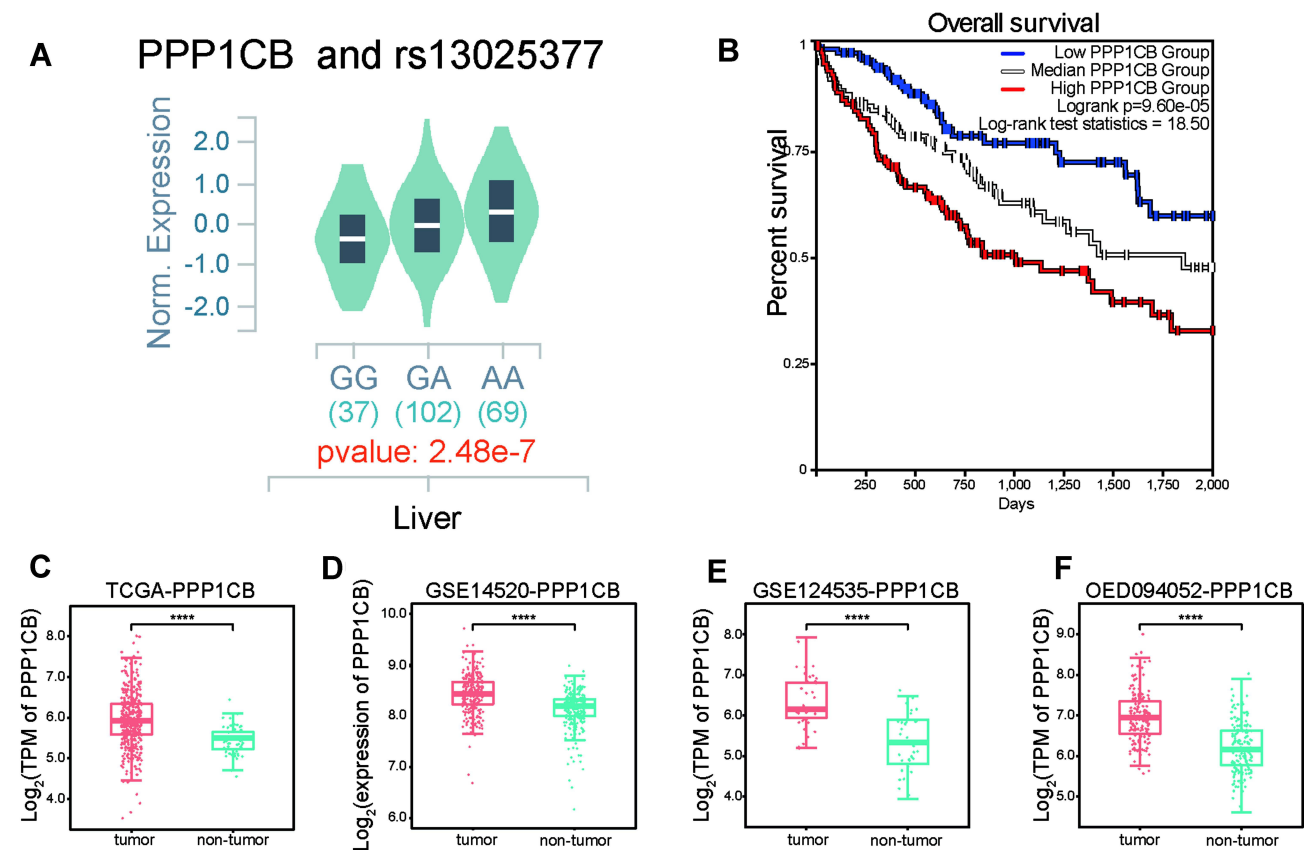 A
PPP1CB and rs13025377
Norm. Expression
2.0
1.0
0.0
-1.0
-2.0
GG GA AA
(37) (102) (69)
pvalue: 2.48e-7
Liver
B
Overall survival
Low PPP1CB Group
Median PPP1CB Group
High PPP1CB Group
Logrank p=9.60e-05
Log-rank test statistics = 18.50
Percent survival
1
0.75
0.5
0.25
0
250 500 750 1,000 1,250 1,500 1,750 2,000
Days
C
TCGA-PPP1CB
Log2(TPM of PPP1CB)
****
8.0
7.0
6.0
5.0
4.0
tumor non-tumor
D
GSE14520-PPP1CB
Log2(expression of PPP1CB)
****
10.0
9.0
8.0
7.0
6.0
tumor non-tumor
E
GSE124535-PPP1CB
Log2(TPM of PPP1CB)
****
8.0
7.0
6.0
5.0
4.0
tumor non-tumor
F
OED094052-PPP1CB
Log2(TPM of PPP1CB)
****
9.0
8.0
7.0
6.0
5.0
tumor non-tumor